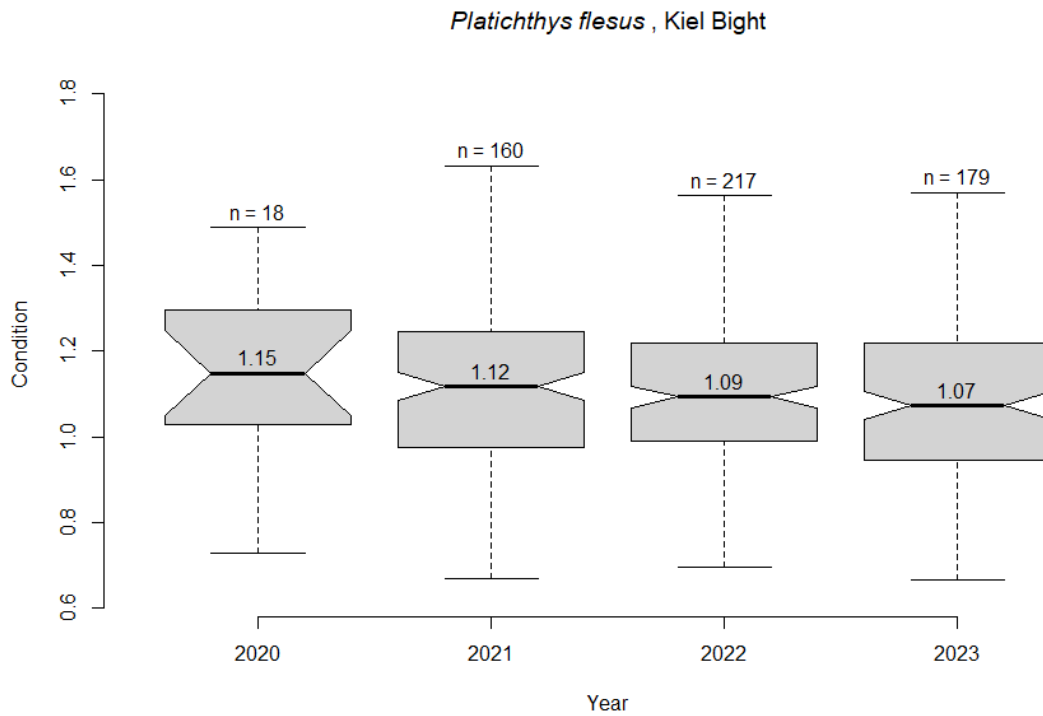 Platichthys flesus , Kiel Bight
Condition
1.8
1.6
1.4
1.2
1.0
0.8
0.6
n = 18
n = 160
n = 217
n = 179
1.15
1.12
1.09
1.07
2020
2021
2022
2023
Year